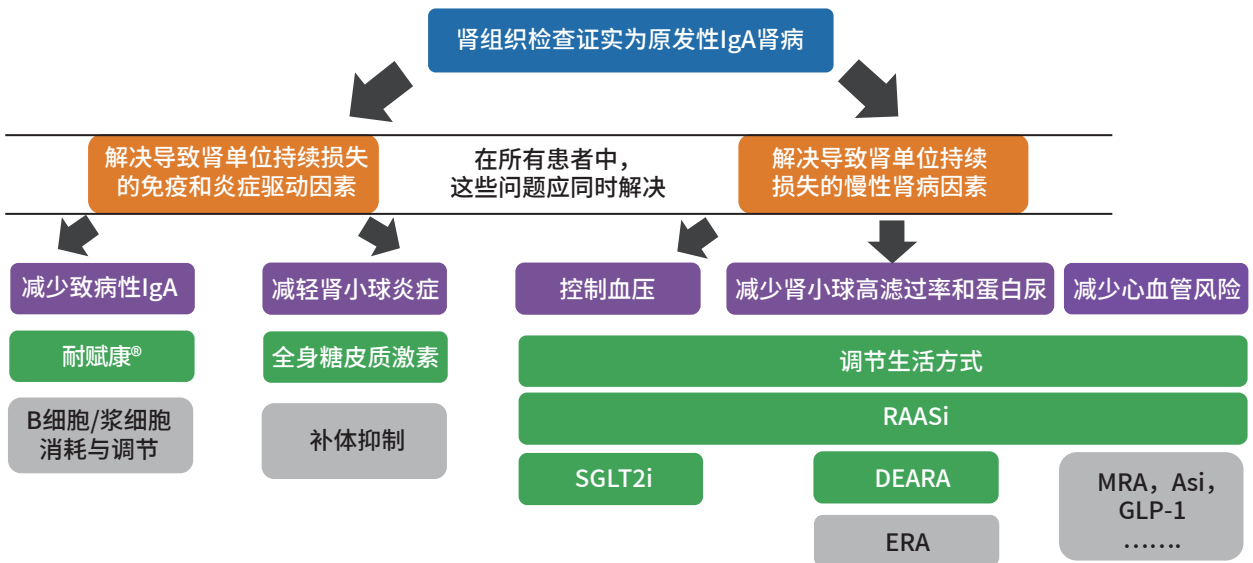 肾组织检查证实为原发性IgA肾病
解决导致肾单位持续损失
的免疫和炎症驱动因素
在所有患者中，
这些问题应同时解决
解决导致肾单位持续
损失的慢性肾病因素
减少致病性IgA
减轻肾小球炎症
控制血压
减少肾小球高滤过率和蛋白尿
减少心血管风险
耐赋康®
全身糖皮质激素
调节生活方式
B细胞/浆细胞
消耗与调节
补体抑制
RAASi
SGLT2i
DEARA
MRA，Asi，
GLP-1
…….
ERA